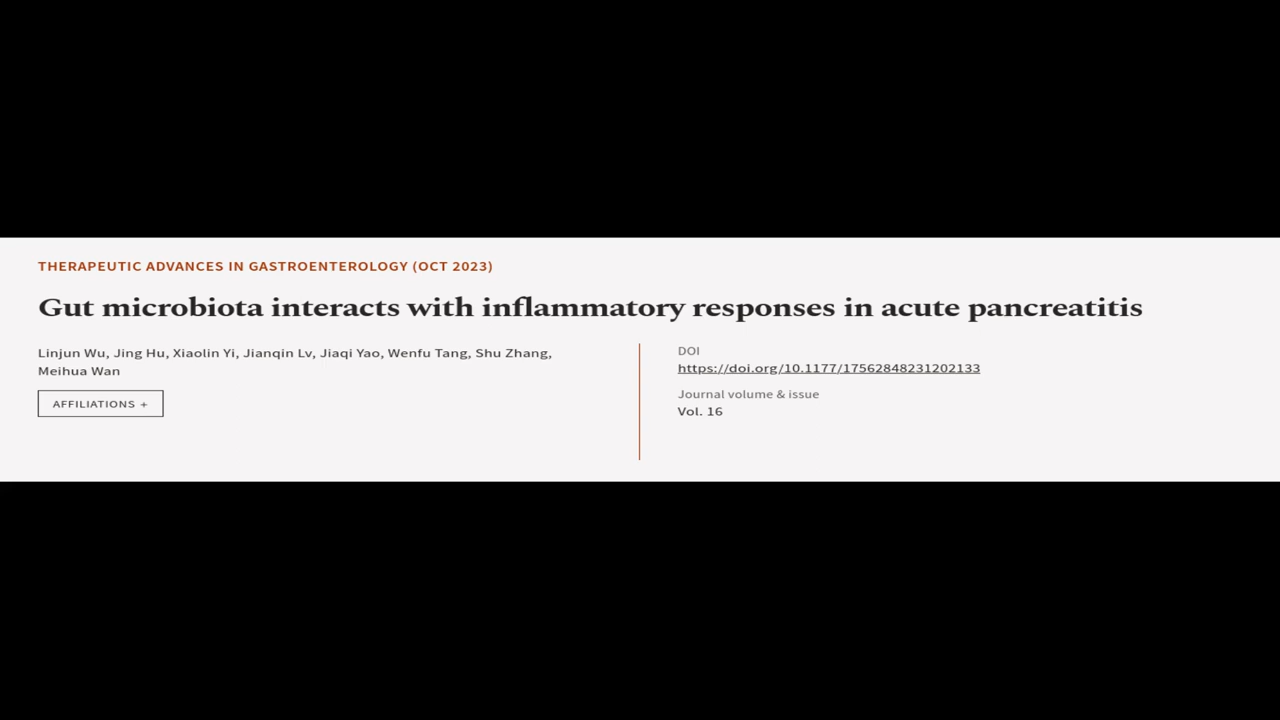 THERAPEUTIC ADVANCES IN GASTROENTEROLOGY (OCT 2023)
Gut microbiota interacts with inflammatory responses in acute pancreatitis
Linjun Wu, Jing Hu, Xiaolin Yi, Jianqin Lv, Jiaqi Yao, Wenfu Tang, Shu Zhang,
Meihua Wan
AFFILIATIONS +
DOI
https://doi.org/10.1177/17562848231202133
Journal volume & issue
Vol. 16